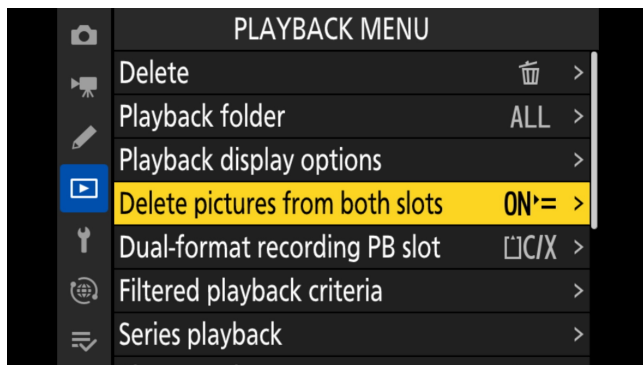 PLAYBACK MENU
Delete
Playback folder ALL
Playback display options
Delete pictures from both slots ON
Dual-format recording PB slot C/X
Filtered playback criteria
Series playback